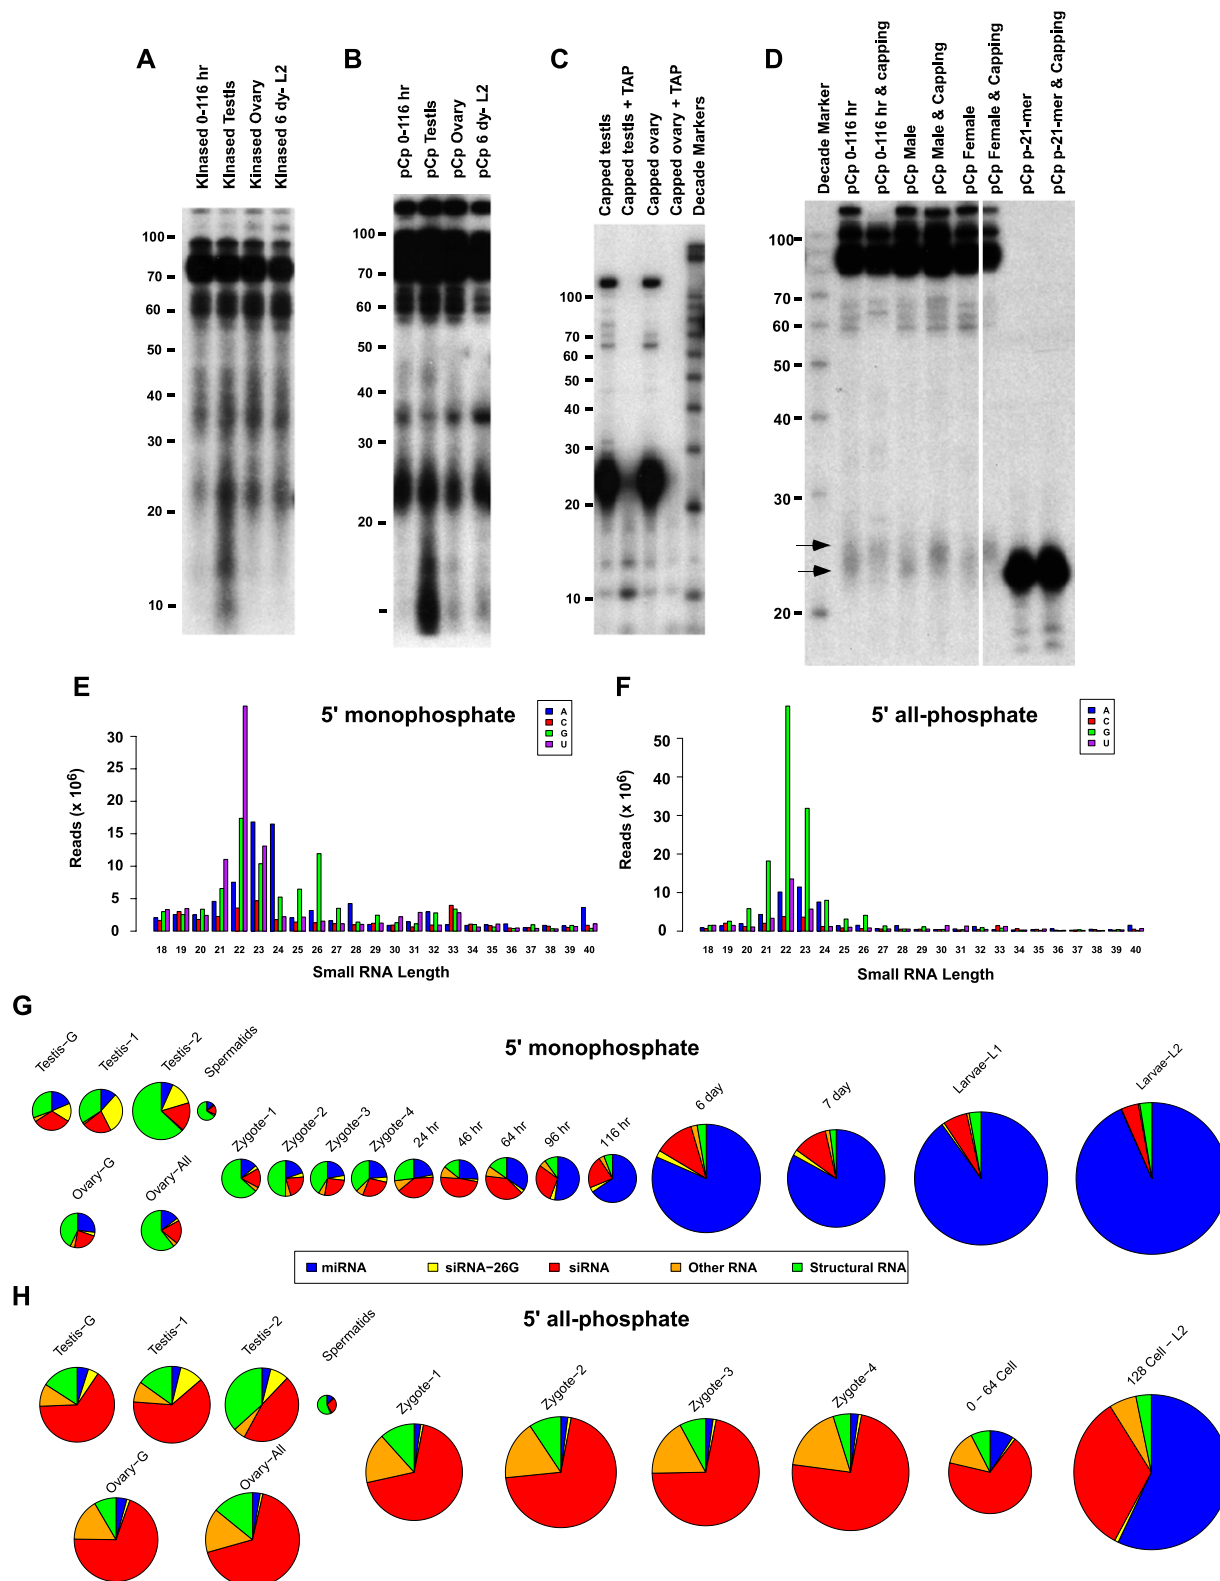 A
Kinased 0-116 hr
Kinased Testis
Kinased Ovary
Kinased 6 dy- L2
100
70
60
50
40
30
20
10
B
pCp 0-116 hr
pCp Testis
pCp Ovary
pCp 6 dy- L2
100
70
60
50
40
30
20
C
Capped testis
Capped testis + TAP
Capped ovary
Capped ovary + TAP
Decade Markers
100
70
60
50
40
30
20
10
D
Decade Marker
pCp 0-116 hr
pCp 0-116 hr & capping
pCp Male
pCp Male & Capping
pCp Female
pCp Female & Capping
pCp p-21-mer
pCp p-21-mer & Capping
100
70
60
50
40
30
20
E
5' monophosphate
A
C
G
U
Reads (x 10⁶)
30
25
20
15
10
5
0
18 19 20 21 22 23 24 25 26 27 28 29 30 31 32 33 34 35 36 37 38 39 40
Small RNA Length
F
5' all-phosphate
A
C
G
U
Reads (x 10⁶)
50
40
30
20
10
0
18 19 20 21 22 23 24 25 26 27 28 29 30 31 32 33 34 35 36 37 38 39 40
Small RNA Length
G
5' monophosphate
Testis-G
Testis-1
Testis-2
Spermatids
Ovary-G
Ovary-All
Zygote-1
Zygote-2
Zygote-3
Zygote-4
24 hr
46 hr
64 hr
96 hr
116 hr
6 day
7 day
Larvae-L1
Larvae-L2
miRNA
siRNA-26G
siRNA
Other RNA
Structural RNA
H
5' all-phosphate
Testis-G
Testis-1
Testis-2
Spermatids
Ovary-G
Ovary-All
Zygote-1
Zygote-2
Zygote-3
Zygote-4
0 - 64 Cell
128 Cell - L2